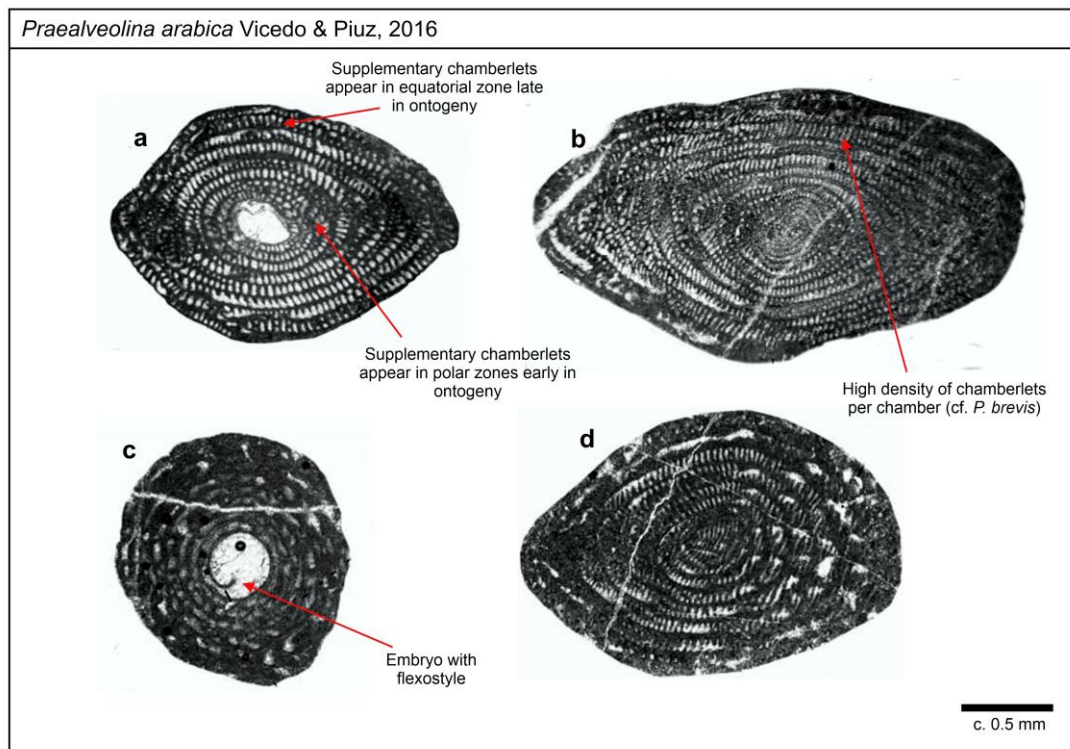 Praealveolina arabica Vicedo & Piuz, 2016
Supplementary chamberlets
appear in equatorial zone late
in ontogeny
a
b
Supplementary chamberlets
appear in polar zones early in
ontogeny
High density of chamberlets
per chamber (cf. P. brevis)
c
d
Embryo with
flexostyle
c. 0.5 mm